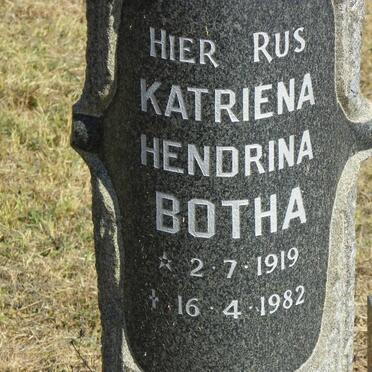 HIER RUS
KATRIENA
HENDRINA
BOTHA
☆ 2·7·1919
✝ 16·4·1982